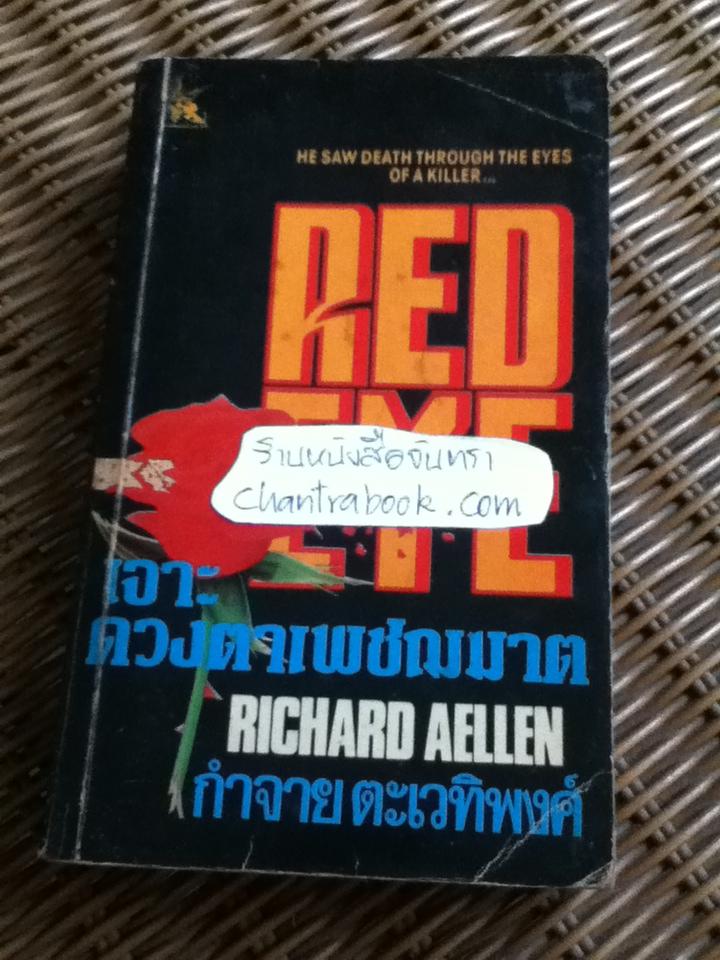 HE SAW DEATH THROUGH THE EYES
OF A KILLER...
RED
EYE
ร้านหนังสือจันทรา
chantrabook.com
เจาะ
ดวงตาเพชฌฆาต
RICHARD AELLEN
กำจาย ตะเวทิพงศ์